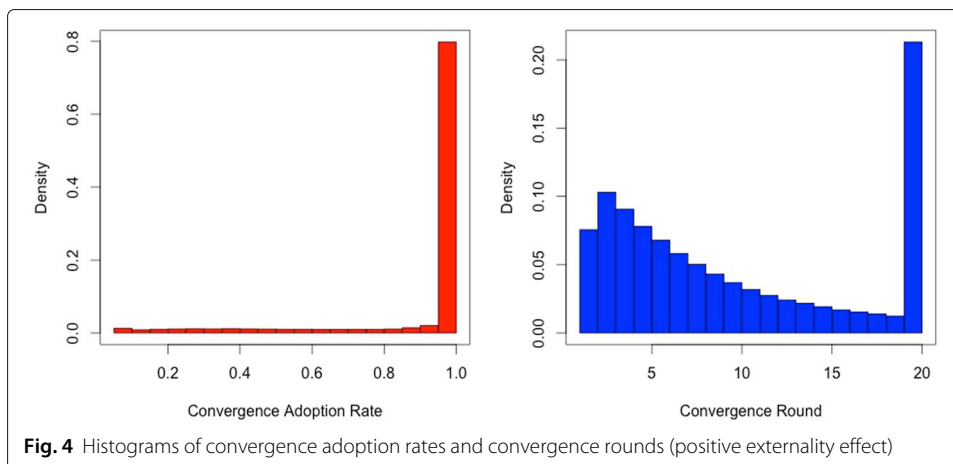 0.8
0.6
0.4
0.2
0.0
Density
0.2 0.4 0.6 0.8 1.0
Convergence Adoption Rate
0.20
0.15
0.10
0.05
0.00
Density
5 10 15 20
Convergence Round
Fig. 4 Histograms of convergence adoption rates and convergence rounds (positive externality effect)